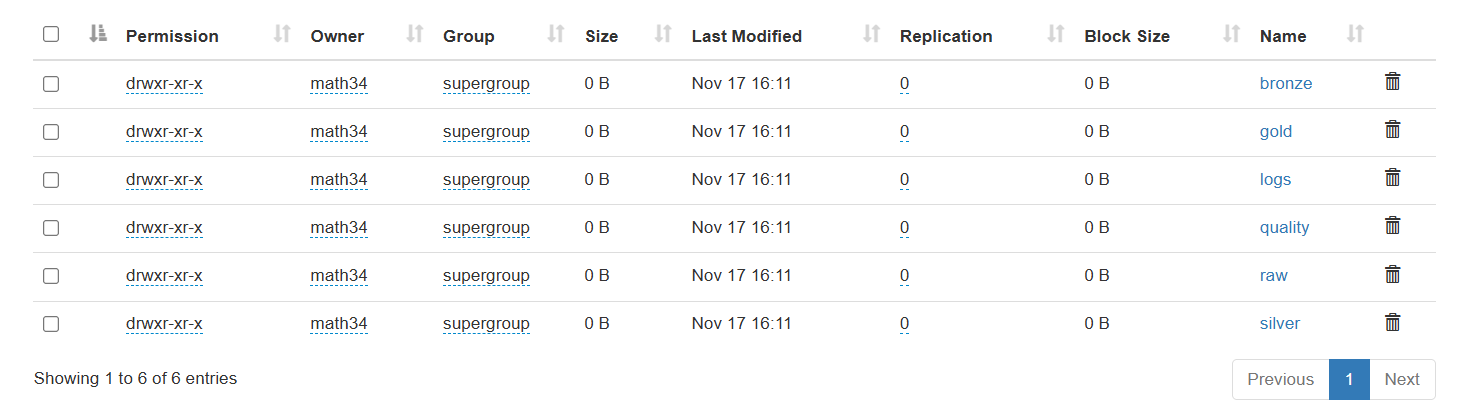 Permission Owner Group Size Last Modified Replication Block Size Name
drwxr-xr-x math34 supergroup 0 B Nov 17 16:11 0 0 B bronze
drwxr-xr-x math34 supergroup 0 B Nov 17 16:11 0 0 B gold
drwxr-xr-x math34 supergroup 0 B Nov 17 16:11 0 0 B logs
drwxr-xr-x math34 supergroup 0 B Nov 17 16:11 0 0 B quality
drwxr-xr-x math34 supergroup 0 B Nov 17 16:11 0 0 B raw
drwxr-xr-x math34 supergroup 0 B Nov 17 16:11 0 0 B silver
Showing 1 to 6 of 6 entries Previous 1 Next